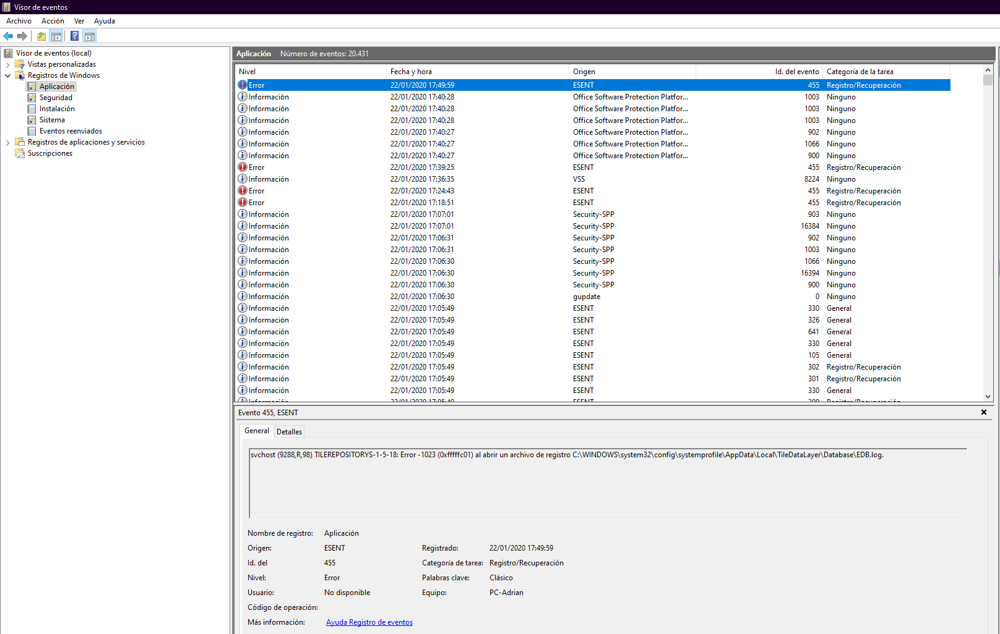 Visor de eventos
Archivo Acción Ver Ayuda
Visor de eventos (local)
Vistas personalizadas
Registros de Windows
Aplicación
Seguridad
Instalación
Sistema
Eventos reenviados
Registros de aplicaciones y servicios
Suscripciones
Aplicación Número de eventos: 20.431
Nivel Fecha y hora Origen Id. del evento Categoría de la tarea
Error 22/01/2020 17:49:59 ESENT 455 Registro/Recuperación
Información 22/01/2020 17:40:28 Office Software Protection Platfor... 1003 Ninguno
Información 22/01/2020 17:40:28 Office Software Protection Platfor... 1003 Ninguno
Información 22/01/2020 17:40:28 Office Software Protection Platfor... 1003 Ninguno
Información 22/01/2020 17:40:27 Office Software Protection Platfor... 902 Ninguno
Información 22/01/2020 17:40:27 Office Software Protection Platfor... 1066 Ninguno
Información 22/01/2020 17:40:27 Office Software Protection Platfor... 900 Ninguno
Error 22/01/2020 17:39:25 ESENT 455 Registro/Recuperación
Información 22/01/2020 17:36:35 VSS 8224 Ninguno
Error 22/01/2020 17:24:43 ESENT 455 Registro/Recuperación
Error 22/01/2020 17:18:51 ESENT 455 Registro/Recuperación
Información 22/01/2020 17:07:01 Security-SPP 903 Ninguno
Información 22/01/2020 17:07:01 Security-SPP 16384 Ninguno
Información 22/01/2020 17:06:31 Security-SPP 902 Ninguno
Información 22/01/2020 17:06:31 Security-SPP 1003 Ninguno
Información 22/01/2020 17:06:30 Security-SPP 1066 Ninguno
Información 22/01/2020 17:06:30 Security-SPP 16394 Ninguno
Información 22/01/2020 17:06:30 Security-SPP 900 Ninguno
Información 22/01/2020 17:06:30 gupdate 0 Ninguno
Información 22/01/2020 17:05:49 ESENT 330 General
Información 22/01/2020 17:05:49 ESENT 326 General
Información 22/01/2020 17:05:49 ESENT 641 General
Información 22/01/2020 17:05:49 ESENT 330 General
Información 22/01/2020 17:05:49 ESENT 105 General
Información 22/01/2020 17:05:49 ESENT 302 Registro/Recuperación
Información 22/01/2020 17:05:49 ESENT 301 Registro/Recuperación
Información 22/01/2020 17:05:49 ESENT 330 General
Evento 455, ESENT
General Detalles
svchost (9288,R,98) TILEREPOSITORYS-1-5-18: Error -1023 (0xfffffc01) al abrir un archivo de registro C:\WINDOWS\system32\config\systemprofile\AppData\Local\TileDataLayer\Database\EDB.log.
Nombre de registro: Aplicación
Origen: ESENT Registrado: 22/01/2020 17:49:59
Id. del 455 Categoría de tarea: Registro/Recuperación
Nivel: Error Palabras clave: Clásico
Usuario: No disponible Equipo: PC-Adrian
Código de operación:
Más información: Ayuda Registro de eventos